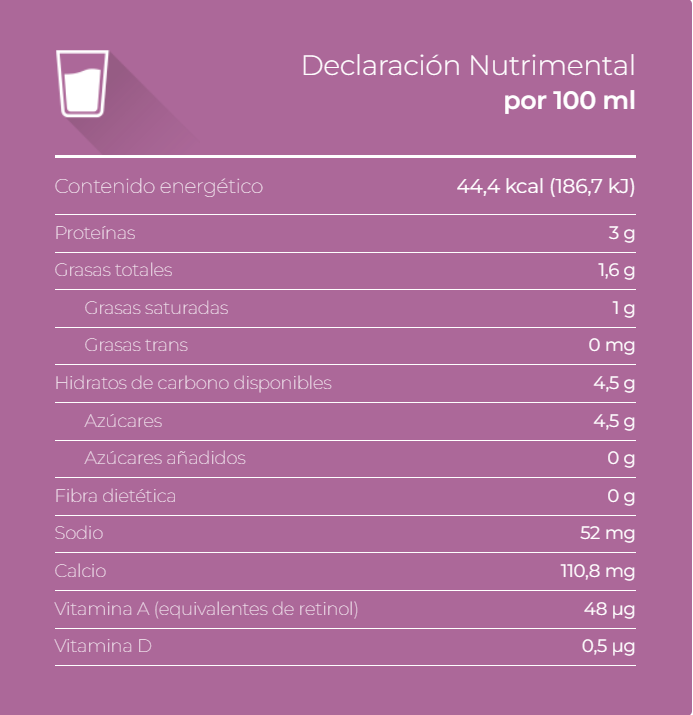 Declaración Nutrimental
por 100 ml
Contenido energético 44,4 kcal (186,7 kJ)
Proteínas 3 g
Grasas totales 1,6 g
Grasas saturadas 1 g
Grasas trans 0 mg
Hidratos de carbono disponibles 4,5 g
Azúcares 4,5 g
Azúcares añadidos 0 g
Fibra dietética 0 g
Sodio 52 mg
Calcio 110,8 mg
Vitamina A (equivalentes de retinol) 48 µg
Vitamina D 0,5 µg